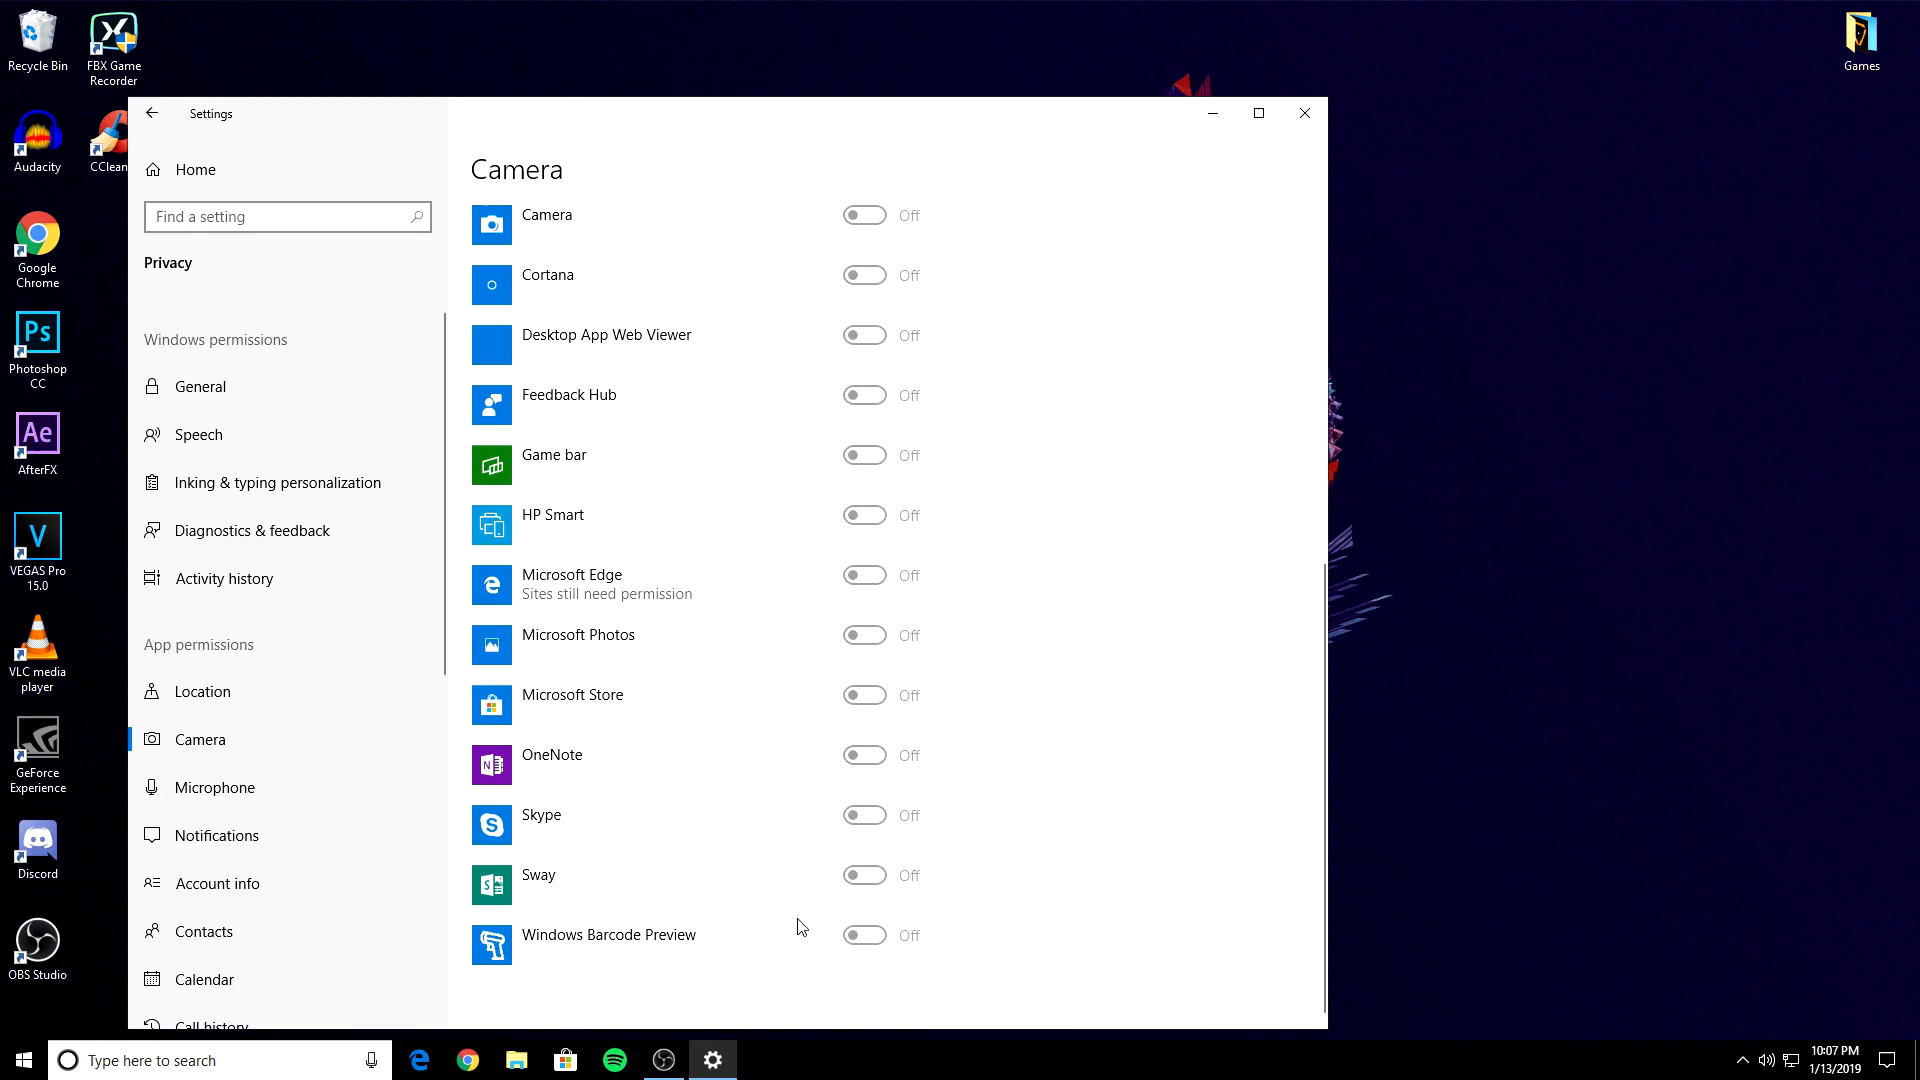 Recycle Bin
FBX Game
Recorder
Games
Audacity
CClean
Google
Chrome
Ps
Photoshop
CC
Ae
AfterFX
V
VEGAS Pro
15.0
VLC media
player
GeForce
Experience
Discord
OBS Studio
Settings
Home
Find a setting
Privacy
Windows permissions
General
Speech
Inking & typing personalization
Diagnostics & feedback
Activity history
App permissions
Location
Camera
Microphone
Notifications
Account info
Contacts
Calendar
Call history
Camera
Camera Off
Cortana Off
Desktop App Web Viewer Off
Feedback Hub Off
Game bar Off
HP Smart Off
Microsoft Edge Off
Sites still need permission
Microsoft Photos Off
Microsoft Store Off
OneNote Off
Skype Off
Sway Off
Windows Barcode Preview Off
Type here to search
10:07 PM
1/13/2019